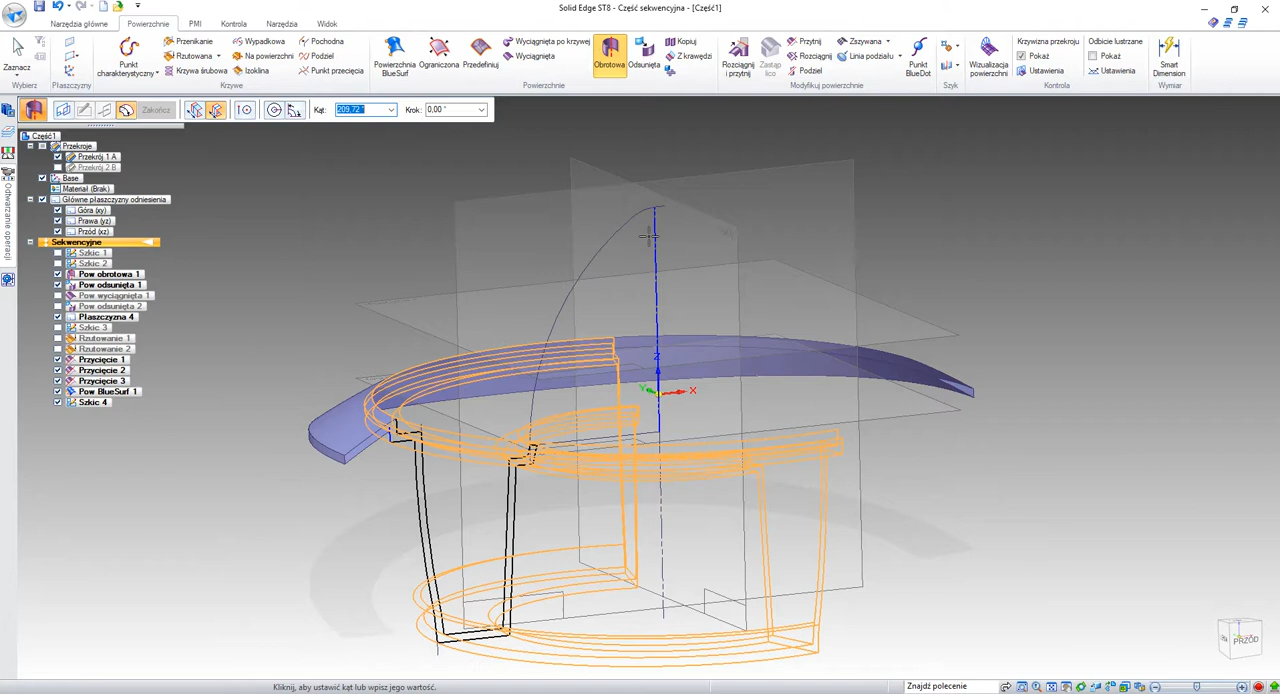 Solid Edge ST8 - Część sekwencyjna - [Część1]
Narzędzia główne
Powierzchnie
PMI
Kontrola
Narzędzia
Widok
Zaznacz
Wybierz
Płaszczyzny
Punkt charakterystyczny
Przenikanie
Rzutowanie
Krzywa śrubowa
Wypadkowa
Na powierzchni
Izoklina
Pochodna
Podziel
Punkt przecięcia
Krzywe
Powierzchnia BlueSurf
Ograniczona
Przedefiniuj
Wyciągnięta po krzywej
Wyciągnięta
Obrotowa
Odsunięta
Kopiuj
Z krawędzi
Powierzchnie
Rozciągnij i przytnij
Zastąp lico
Przytnij
Rozciągnij
Podziel
Zszywana
Linia podziału
Modyfikuj powierzchnie
Punkt BlueDot
Szyk
Wizualizacja powierzchni
Krzywizna przekroju
Pokaż
Ustawienia
Odbicie lustrzane
Pokaż
Ustawienia
Kontrola
Smart Dimension
Wymiar
Zakończ
Kąt:
209,72 °
Krok:
0,00 °
Część1
Przekroje
Przekrój 1 A
Przekrój 2 B
Base
Materiał (Brak)
Główne płaszczyzny odniesienia
Góra (xy)
Prawa (yz)
Przód (xz)
Sekwencyjne
Szkic 1
Szkic 2
Pow obrotowa 1
Pow odsunięta 1
Pow wyciągnięta 1
Pow odsunięta 2
Płaszczyzna 4
Szkic 3
Rzutowanie 1
Rzutowanie 2
Przycięcie 1
Przycięcie 2
Przycięcie 3
Pow BlueSurf 1
Szkic 4
Odtwarzanie operacji
Z
Y
X
PRZÓD
Kliknij, aby ustawić kąt lub wpisz jego wartość.
Znajdź polecenie